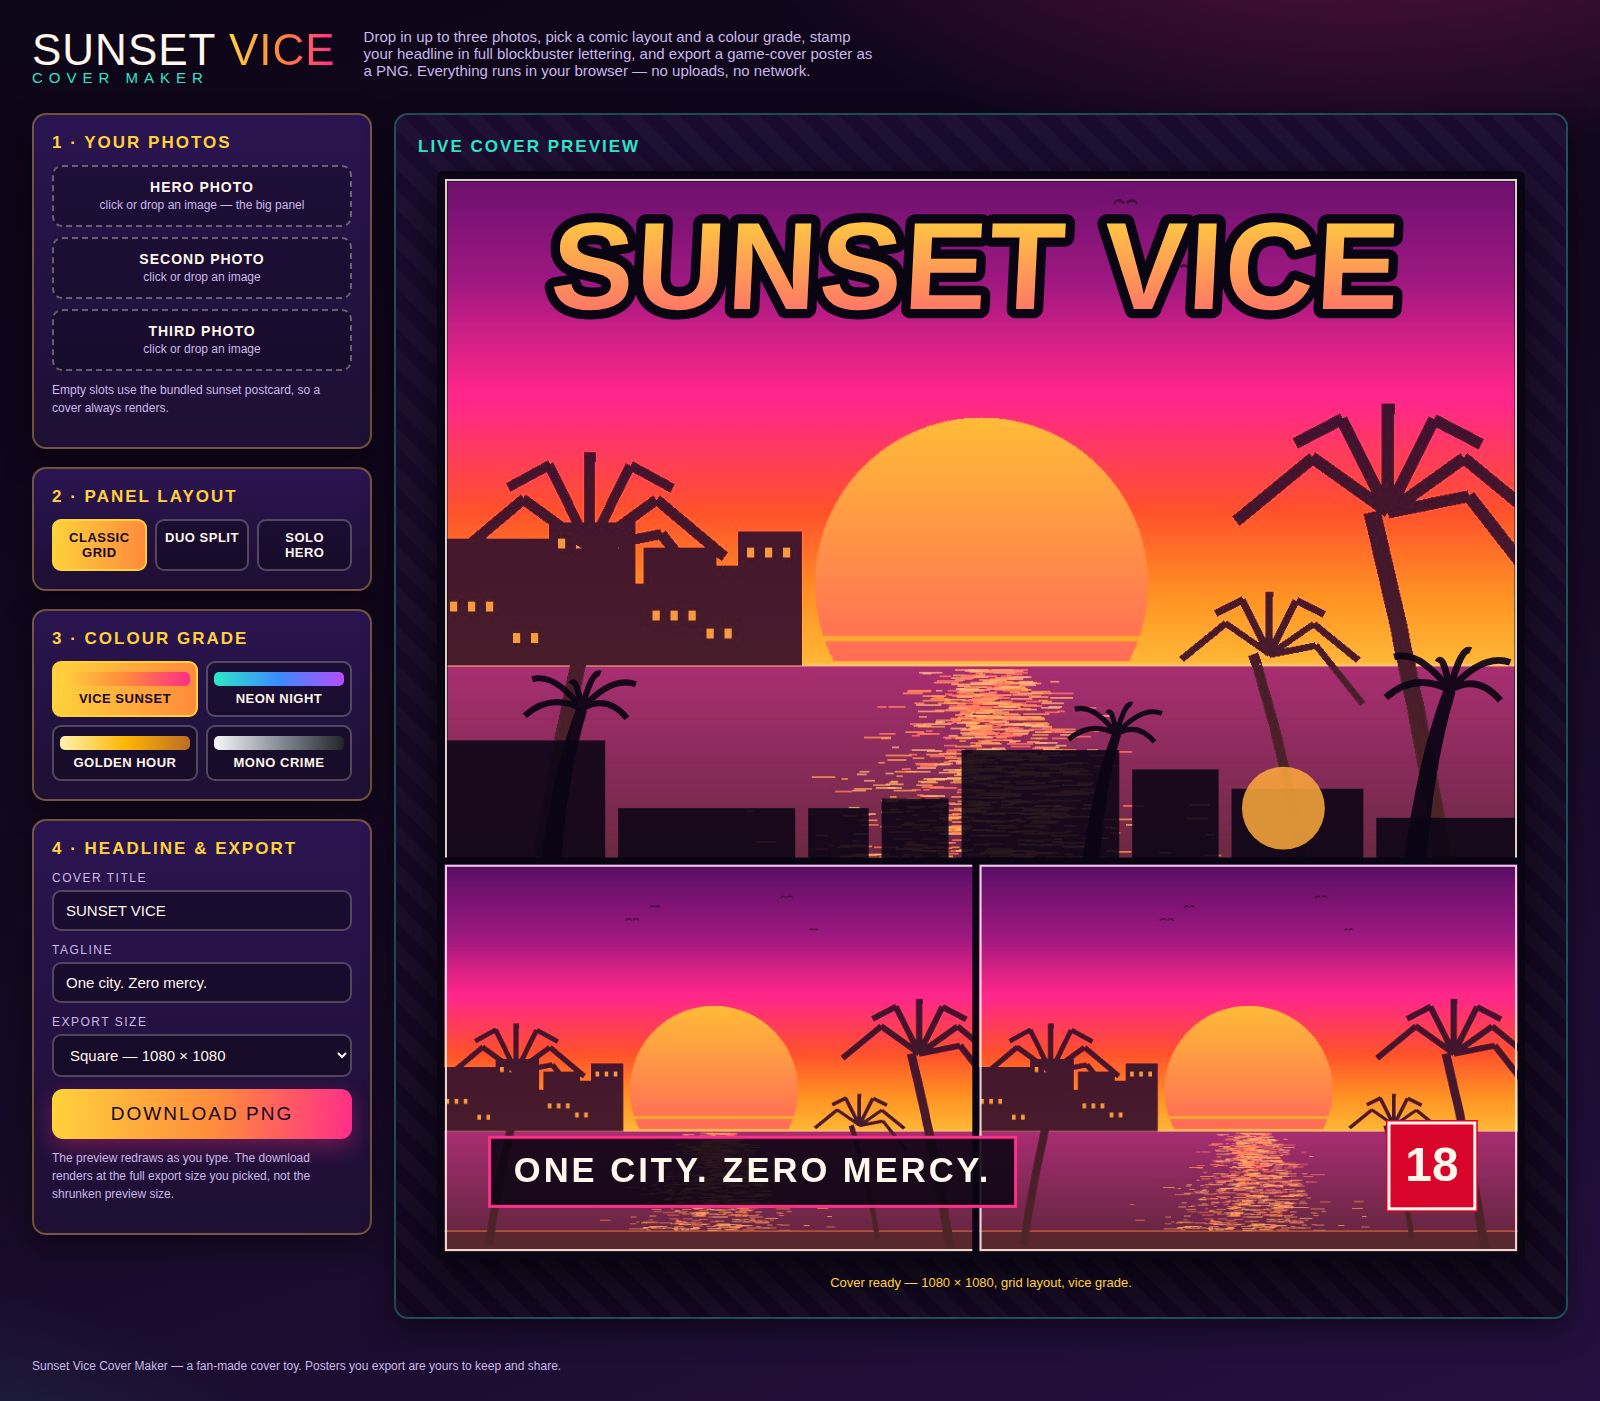 SUNSET VICE
COVER MAKER
Drop in up to three photos, pick a comic layout and a colour grade, stamp
your headline in full blockbuster lettering, and export a game-cover poster as
a PNG. Everything runs in your browser — no uploads, no network.
1 · YOUR PHOTOS
HERO PHOTO
click or drop an image — the big panel
SECOND PHOTO
click or drop an image
THIRD PHOTO
click or drop an image
Empty slots use the bundled sunset postcard, so a
cover always renders.
2 · PANEL LAYOUT
CLASSIC
GRID
DUO SPLIT
SOLO
HERO
3 · COLOUR GRADE
VICE SUNSET
NEON NIGHT
GOLDEN HOUR
MONO CRIME
4 · HEADLINE & EXPORT
COVER TITLE
SUNSET VICE
TAGLINE
One city. Zero mercy.
EXPORT SIZE
Square — 1080 × 1080
DOWNLOAD PNG
The preview redraws as you type. The download
renders at the full export size you picked, not the
shrunken preview size.
LIVE COVER PREVIEW
SUNSET VICE
ONE CITY. ZERO MERCY.
18
Cover ready — 1080 × 1080, grid layout, vice grade.
Sunset Vice Cover Maker — a fan-made cover toy. Posters you export are yours to keep and share.